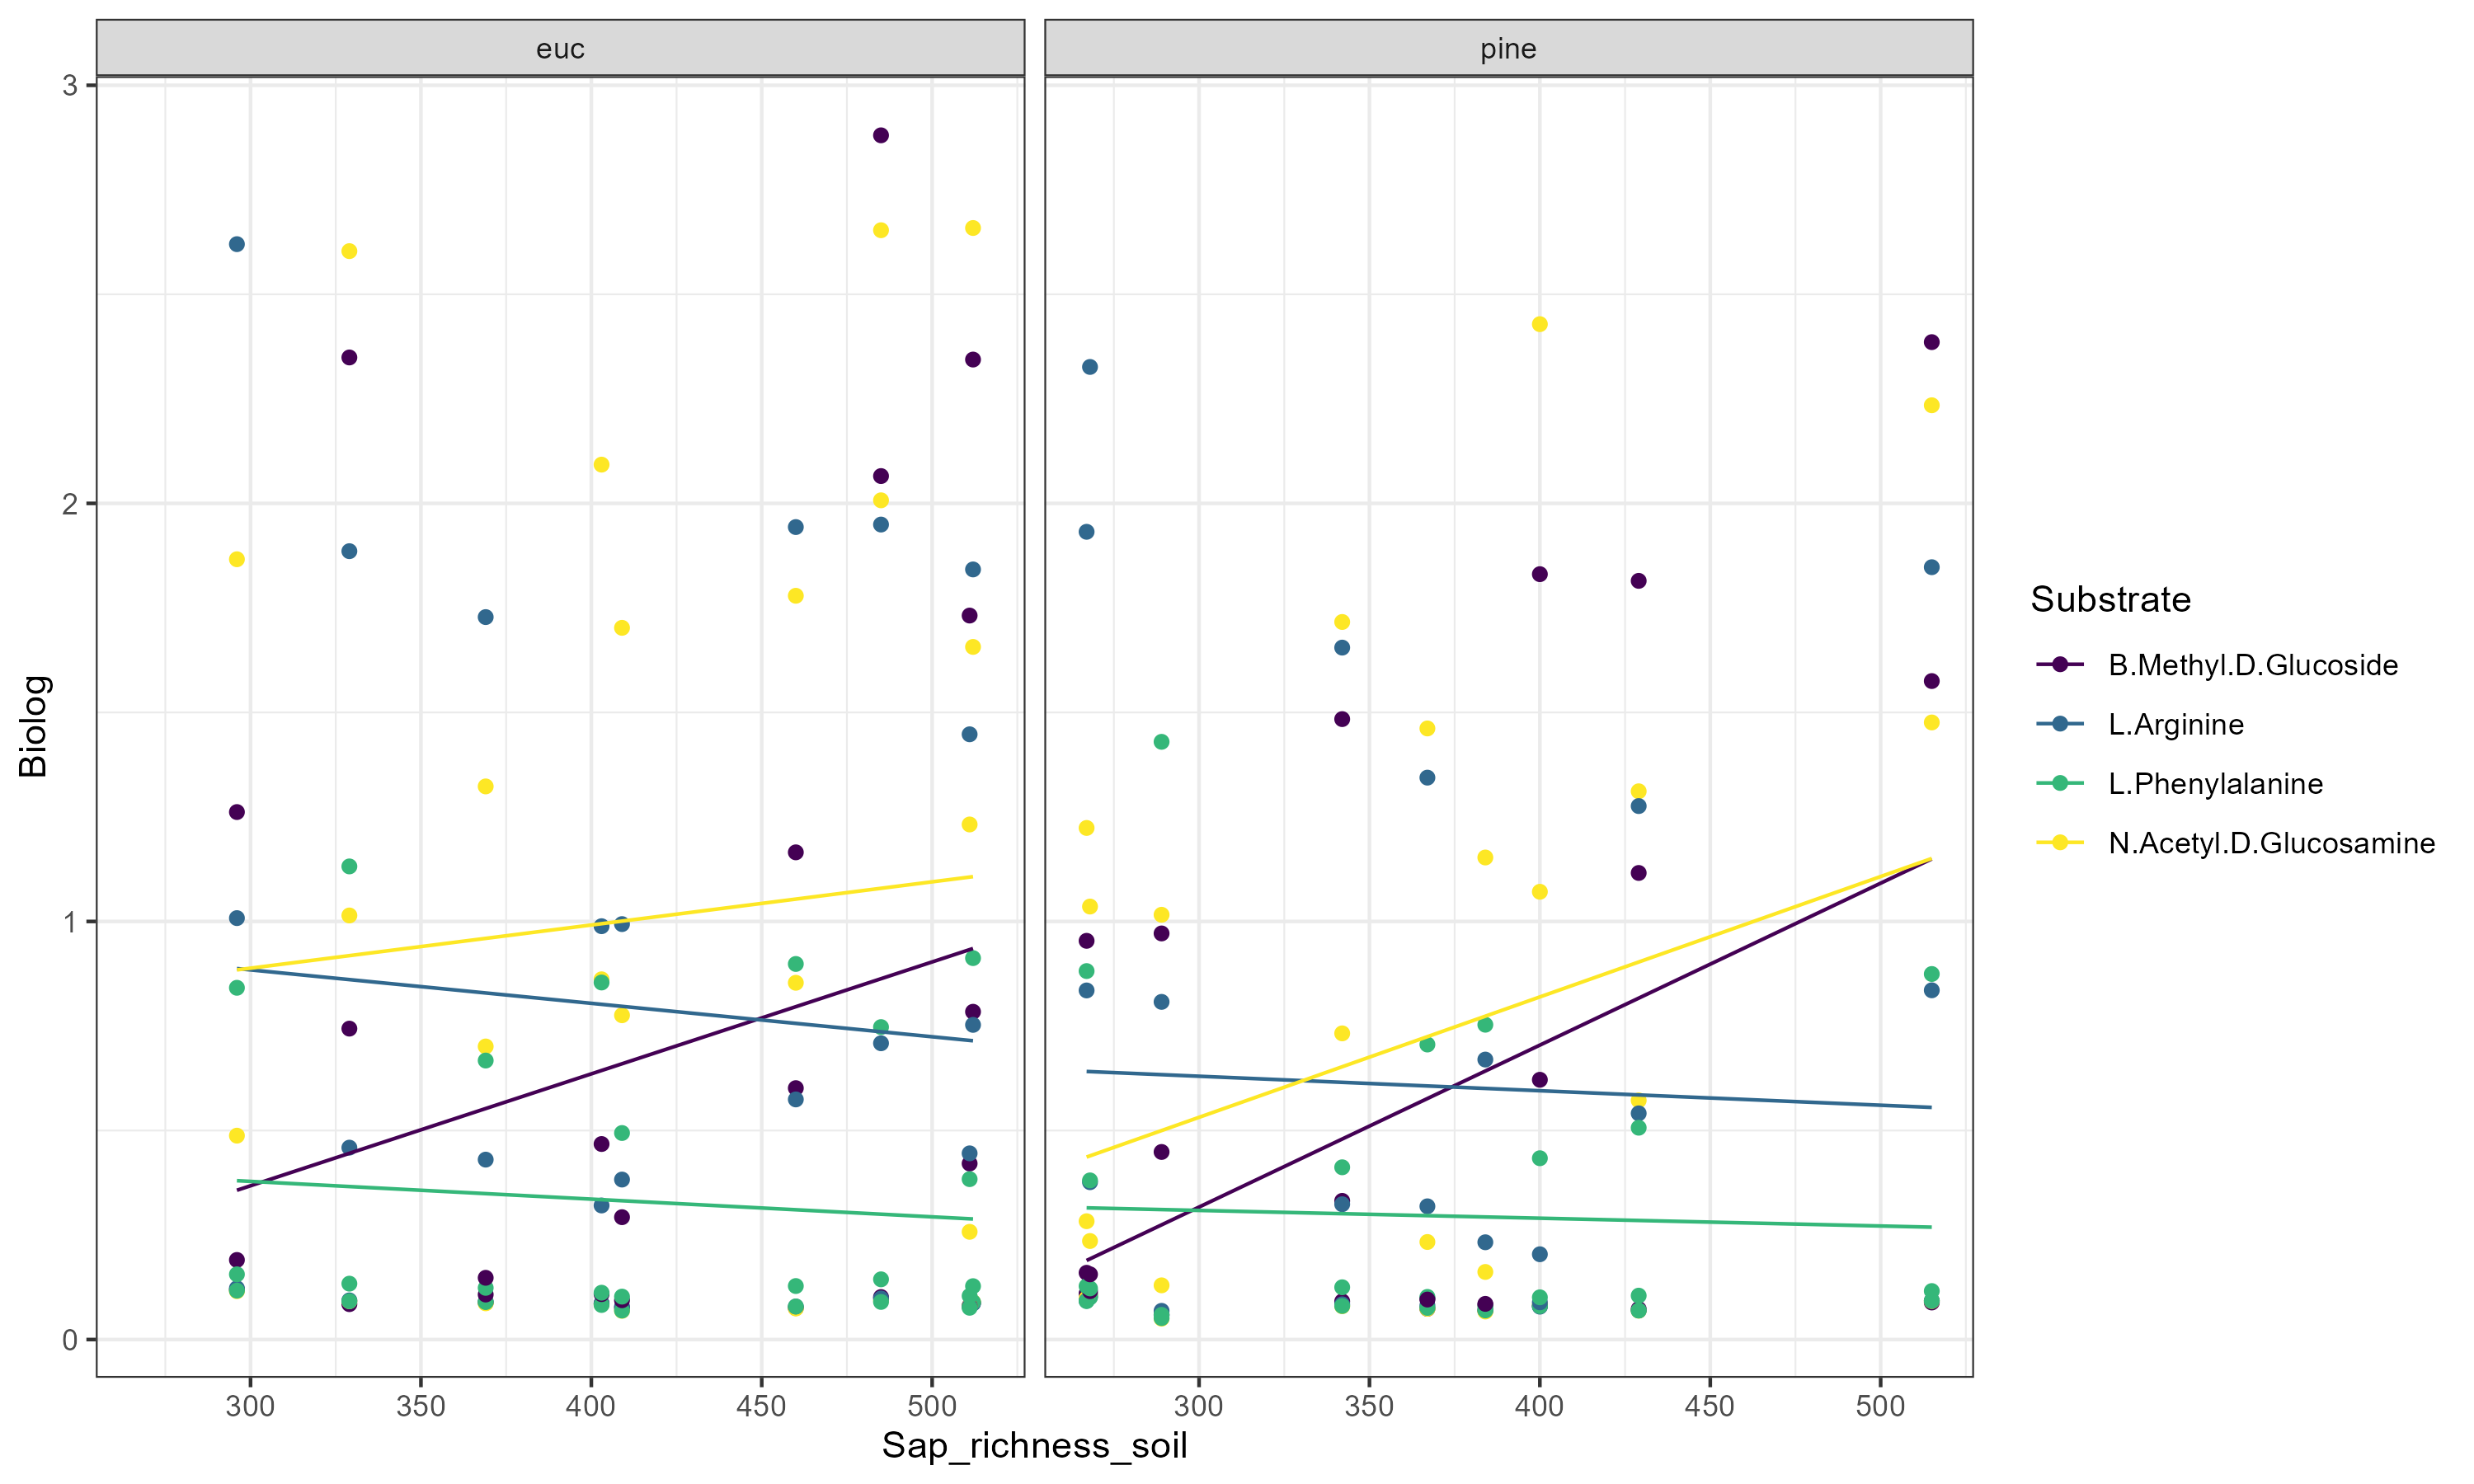 euc
pine
3
2
1
0
Biolog
300 350 400 450 500
300 350 400 450 500
Sap_richness_soil
Substrate
B.Methyl.D.Glucoside
L.Arginine
L.Phenylalanine
N.Acetyl.D.Glucosamine